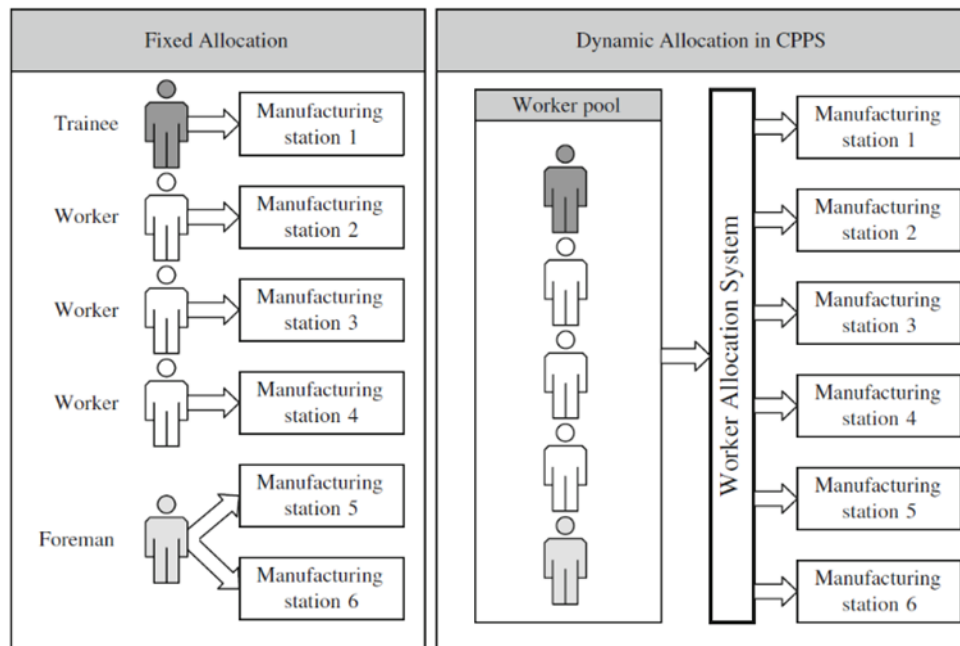 Fixed Allocation
Trainee
Manufacturing
station 1
Worker
Manufacturing
station 2
Worker
Manufacturing
station 3
Worker
Manufacturing
station 4
Foreman
Manufacturing
station 5
Manufacturing
station 6
Dynamic Allocation in CPPS
Worker pool
Worker Allocation System
Manufacturing
station 1
Manufacturing
station 2
Manufacturing
station 3
Manufacturing
station 4
Manufacturing
station 5
Manufacturing
station 6